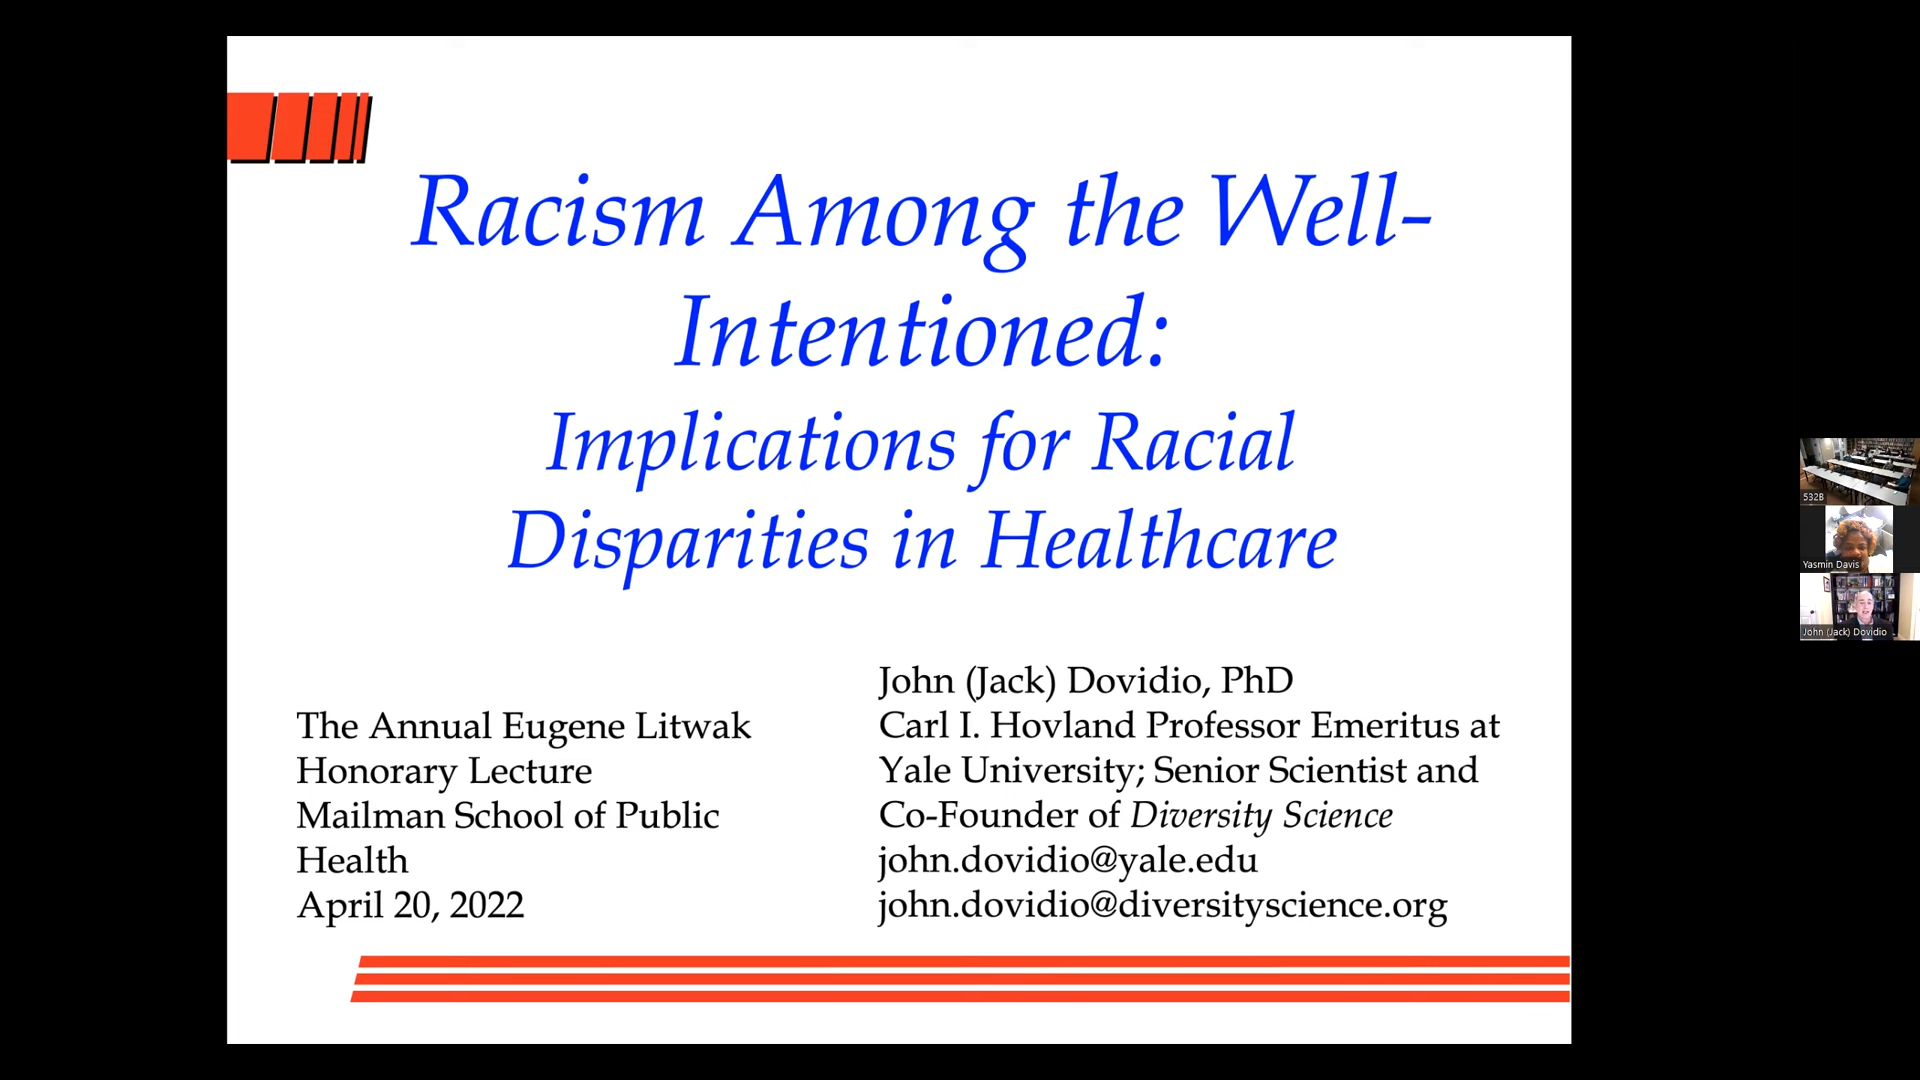 Racism Among the Well-
Intentioned:
Implications for Racial
Disparities in Healthcare
The Annual Eugene Litwak
Honorary Lecture
Mailman School of Public
Health
April 20, 2022
John (Jack) Dovidio, PhD
Carl I. Hovland Professor Emeritus at
Yale University; Senior Scientist and
Co-Founder of Diversity Science
john.dovidio@yale.edu
john.dovidio@diversityscience.org
532B
Yasmin Davis
John (Jack) Dovidio